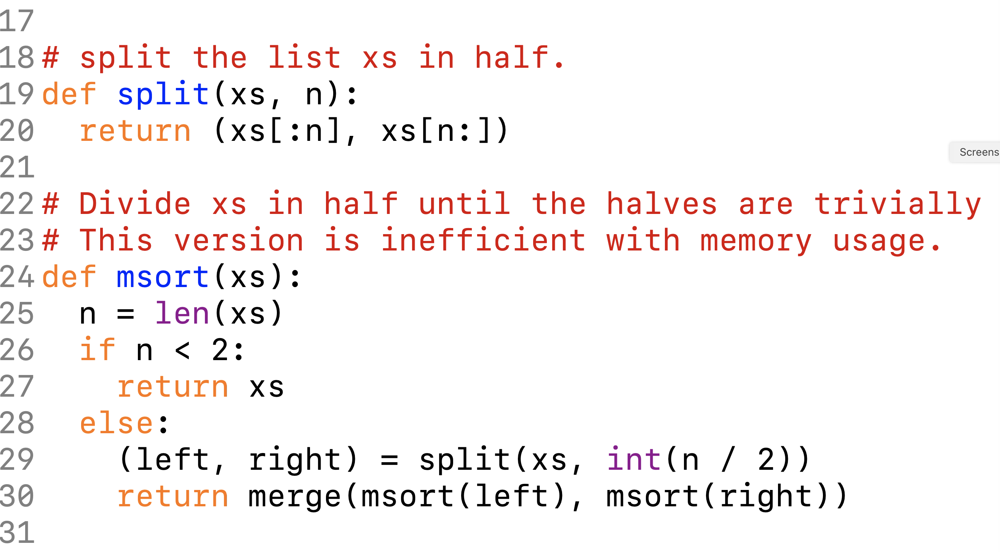 17
18 # split the list xs in half.
19 def split(xs, n):
20   return (xs[:n], xs[n:])
Screens
21
22 # Divide xs in half until the halves are trivially
23 # This version is inefficient with memory usage.
24 def msort(xs):
25   n = len(xs)
26   if n < 2:
27     return xs
28   else:
29     (left, right) = split(xs, int(n / 2))
30     return merge(msort(left), msort(right))
31